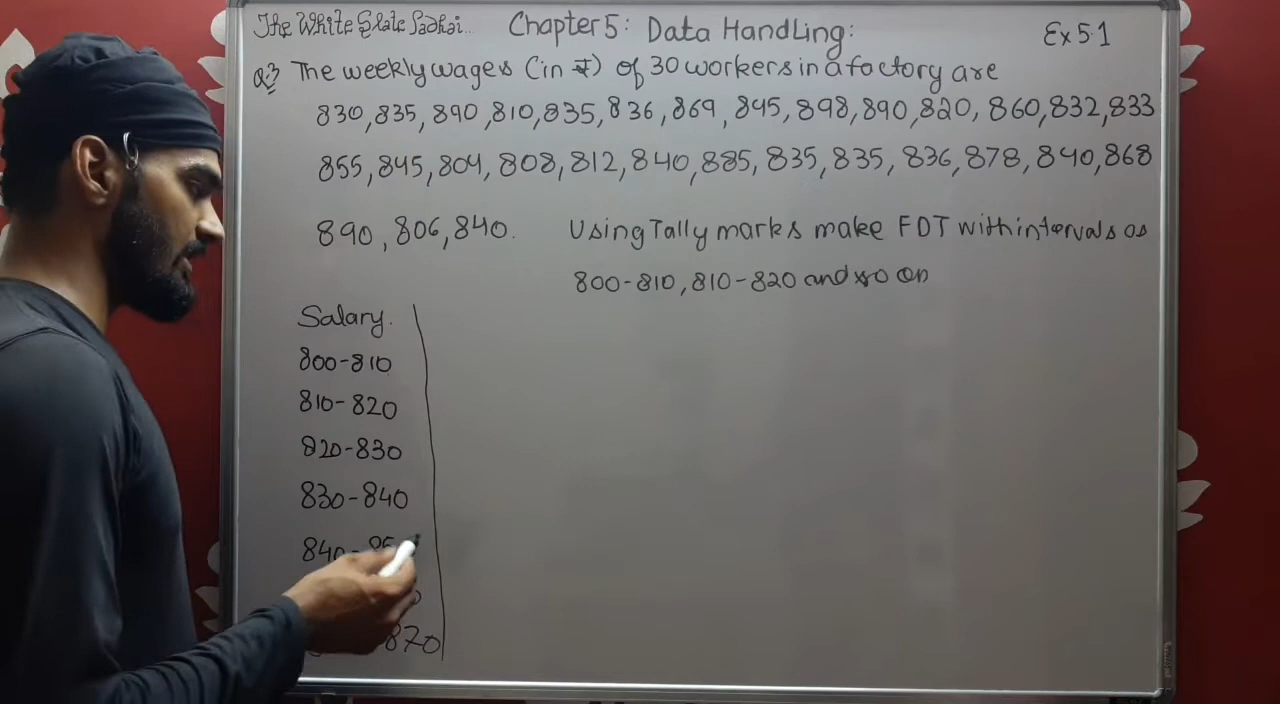 The White Slate Padhai...
Chapter 5: Data Handling:
Ex 5.1
Q.3 The weekly wages (in ₹) of 30 workers in a factory are
830, 835, 890, 810, 835, 836, 869, 845, 898, 890, 820, 860, 832, 833
855, 845, 804, 808, 812, 840, 885, 835, 835, 836, 878, 840, 868
890, 806, 840.
Using Tally marks make FDT with intervals as
800-810, 810-820 and so on
Salary.
800-810
810-820
820-830
830-840
840-
870